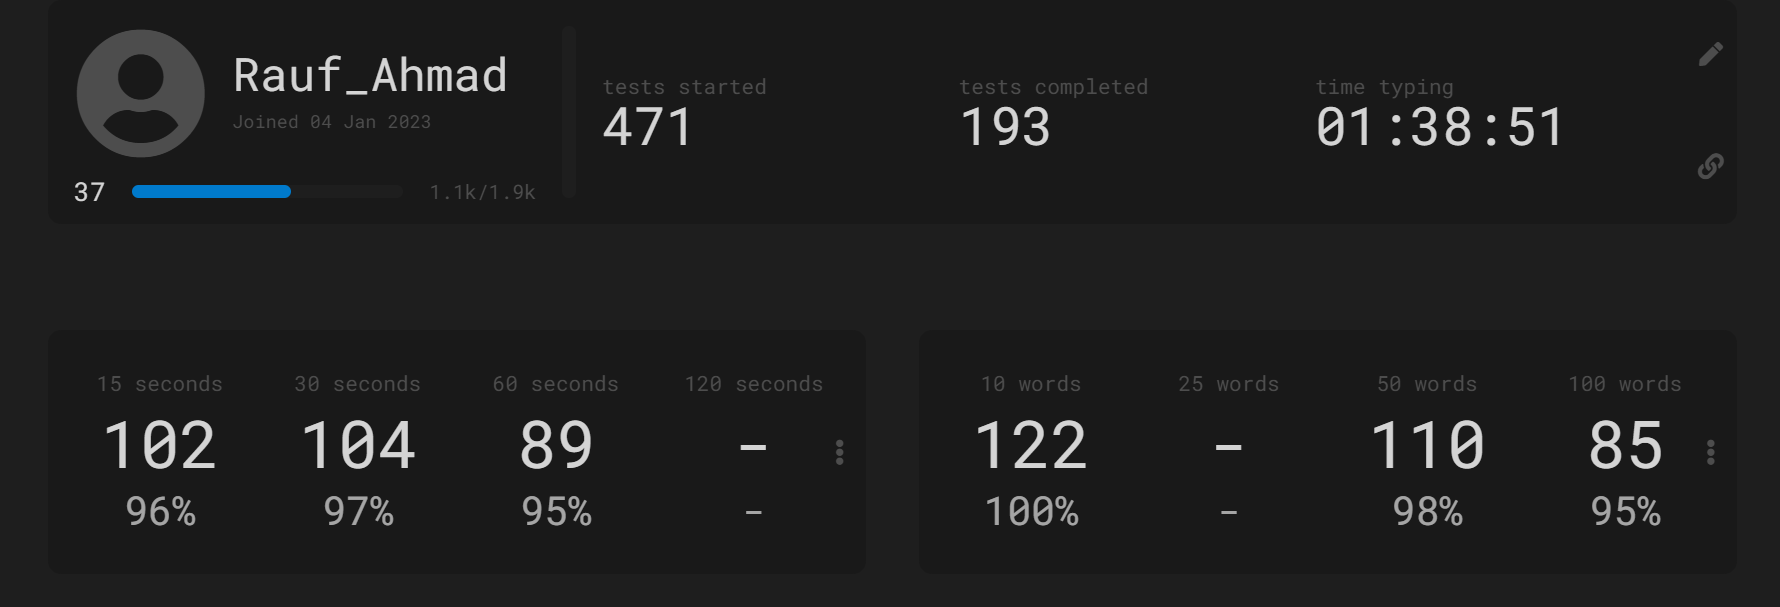 Rauf_Ahmad
Joined 04 Jan 2023
37 1.1k/1.9k
tests started
471
tests completed
193
time typing
01:38:51
15 seconds 30 seconds 60 seconds 120 seconds
102 104 89 -
96% 97% 95% -
10 words 25 words 50 words 100 words
122 - 110 85
100% - 98% 95%